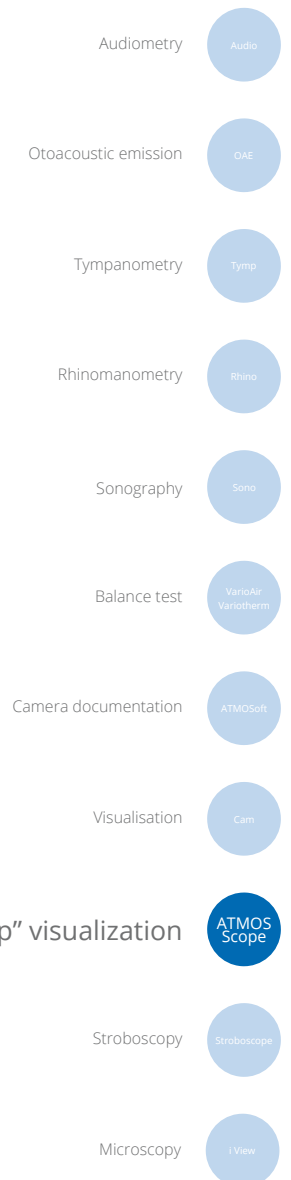 Audiometry
Audio
Otoacoustic emission
OAE
Tympanometry
Tymp
Rhinomanometry
Rhino
Sonography
Sono
Balance test
VarioAir
Variotherm
Camera documentation
ATMOSoft
Visualisation
Cam
p” visualization
ATMOS
Scope
Stroboscopy
Stroboscope
Microscopy
i View